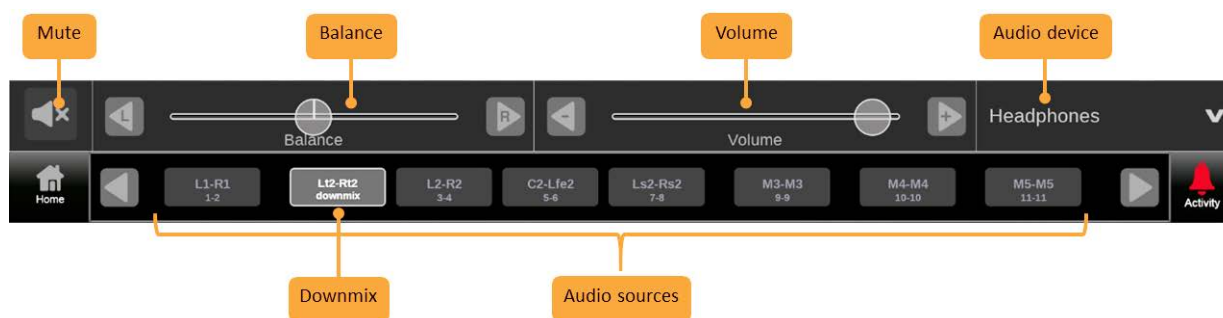 Mute
Balance
Volume
Audio device
L
R
Balance
-
+
Volume
Headphones
Home
L1-R1
1-2
Lt2-Rt2
downmix
L2-R2
3-4
C2-Lfe2
5-6
Ls2-Rs2
7-8
M3-M3
9-9
M4-M4
10-10
M5-M5
11-11
Activity
Downmix
Audio sources